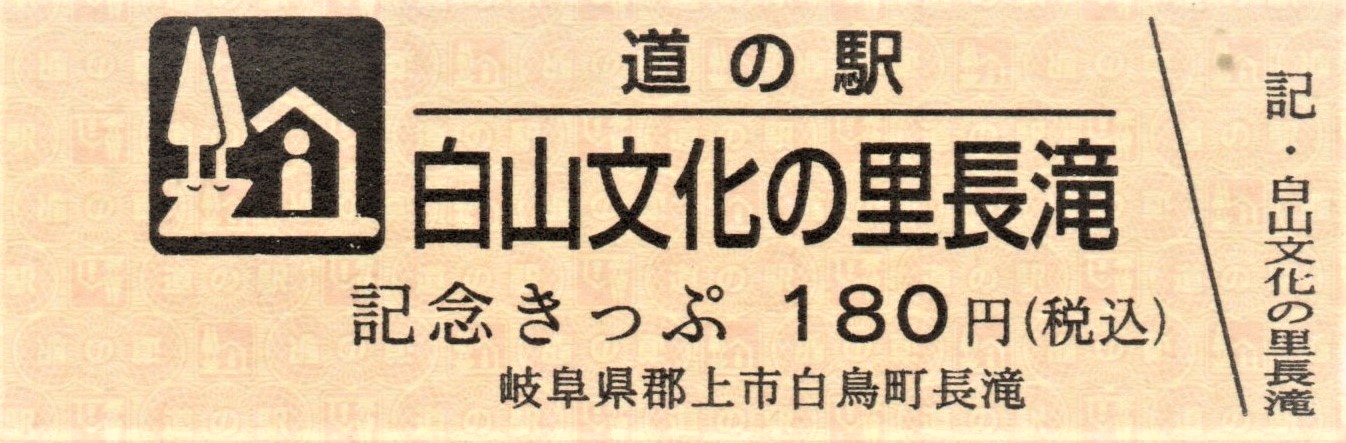 道の駅
白山文化の里長滝
記念きっぷ 180円(税込)
岐阜県郡上市白鳥町長滝
記・白山文化の里長滝